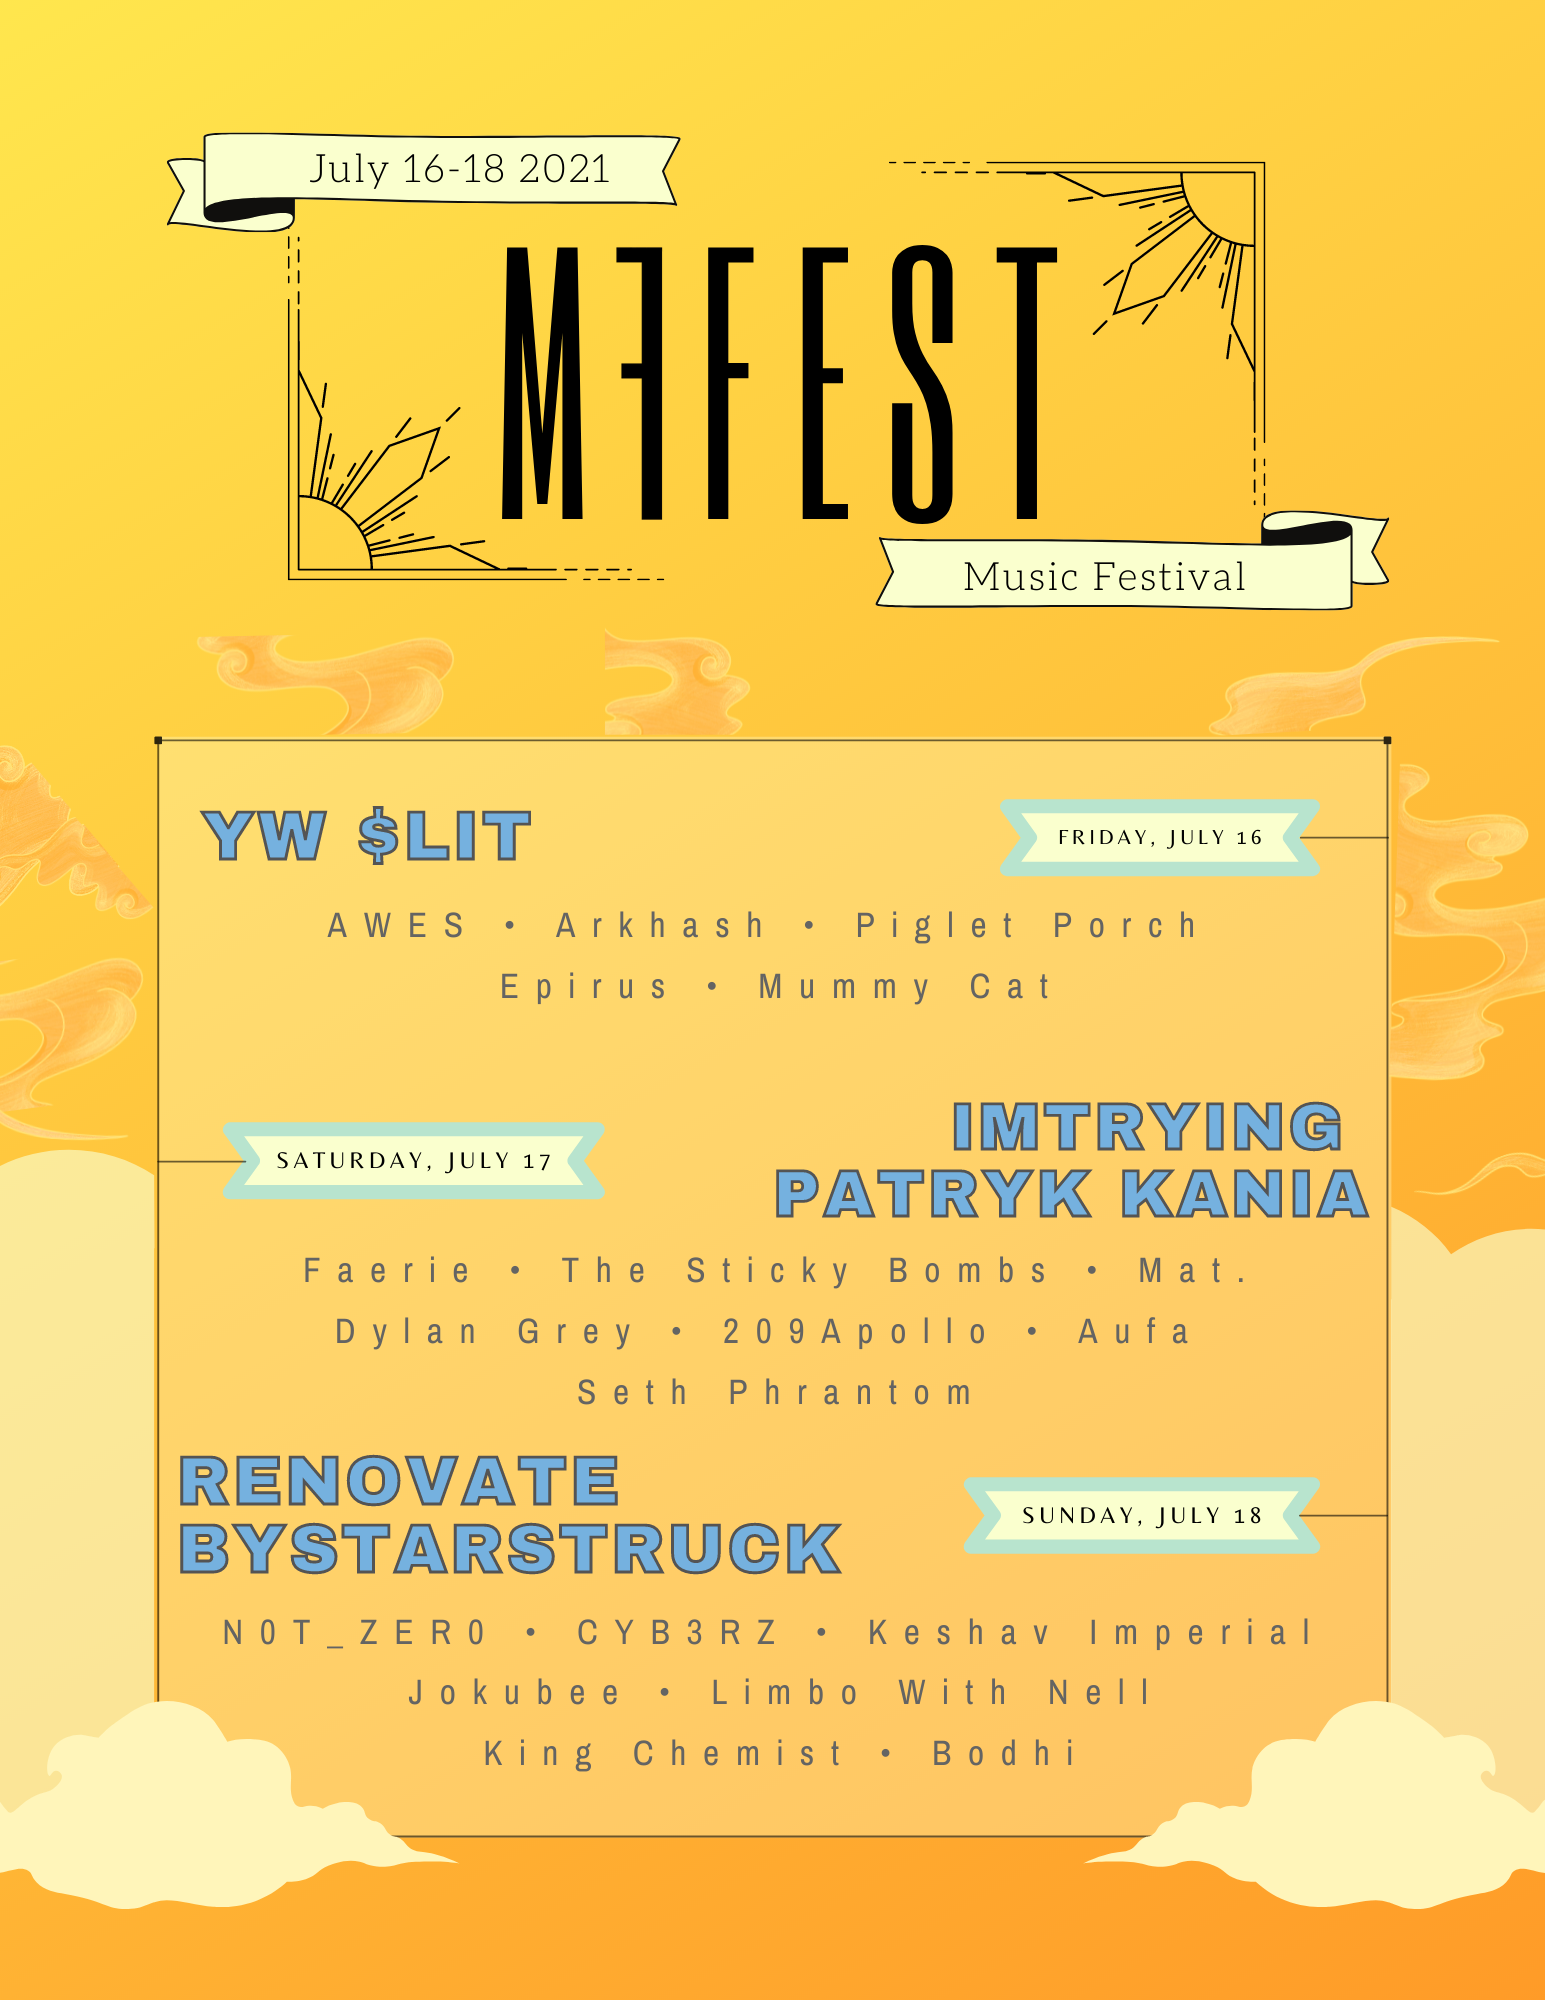 July 16-18 2021
MꟻFEST
Music Festival
YW $LIT
FRIDAY, JULY 16
AWES • Arkhash • Piglet Porch
Epirus • Mummy Cat
SATURDAY, JULY 17
IMTRYING
PATRYK KANIA
Faerie • The Sticky Bombs • Mat.
Dylan Grey • 209Apollo • Aufa
Seth Phrantom
RENOVATE
BYSTARSTRUCK
SUNDAY, JULY 18
N0T_ZER0 • CYB3RZ • Keshav Imperial
Jokubee • Limbo With Nell
King Chemist • Bodhi